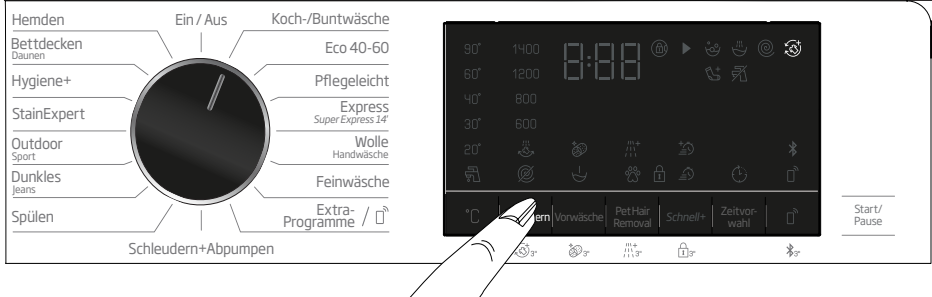 Hemden
Bettdecken
Daunen
Hygiene+
StainExpert
Outdoor
Sport
Dunkles
Jeans
Spülen
Ein / Aus
Koch-/Buntwäsche
Eco 40-60
Pflegeleicht
Express
Super Express 14'
Wolle
Handwäsche
Feinwäsche
Extra-
Programme /
Schleudern+Abpumpen
90° 1400 8:88
60° 1200
40° 800
30° 600
20°
°C ern Vorwäsche Pet Hair Removal Schnell+ Zeitvor-wahl
3" 3" 3" 3" 3"
Start/
Pause